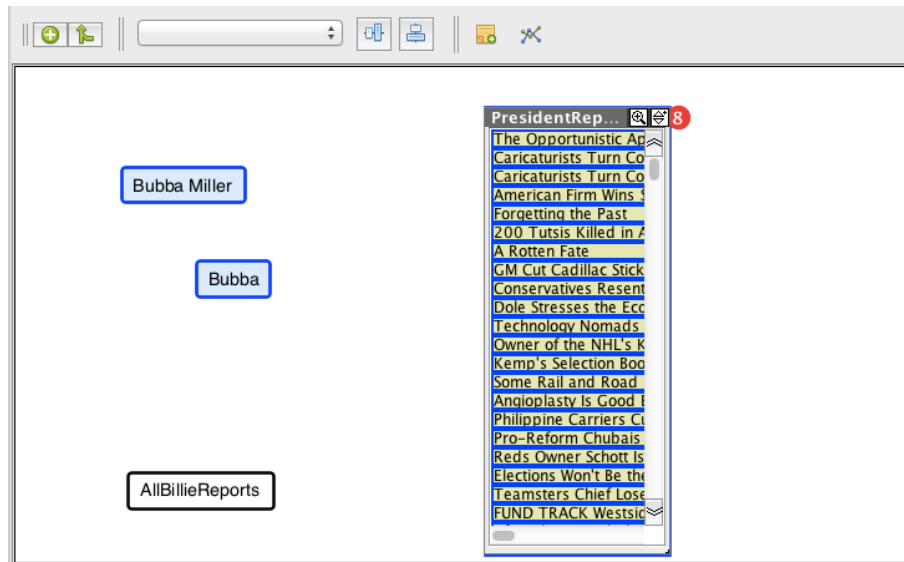 PresidentRep... 8
The Opportunistic Ap
Caricaturists Turn Co
Caricaturists Turn Co
American Firm Wins S
Forgetting the Past
200 Tutsis Killed in A
A Rotten Fate
GM Cut Cadillac Stick
Conservatives Resent
Dole Stresses the Eco
Technology Nomads
Owner of the NHL's K
Kemp's Selection Boo
Some Rail and Road
Angioplasty Is Good B
Philippine Carriers Cu
Pro-Reform Chubais
Reds Owner Schott Is
Elections Won't Be the
Teamsters Chief Lose
FUND TRACK Westsid
Bubba Miller
Bubba
AllBillieReports